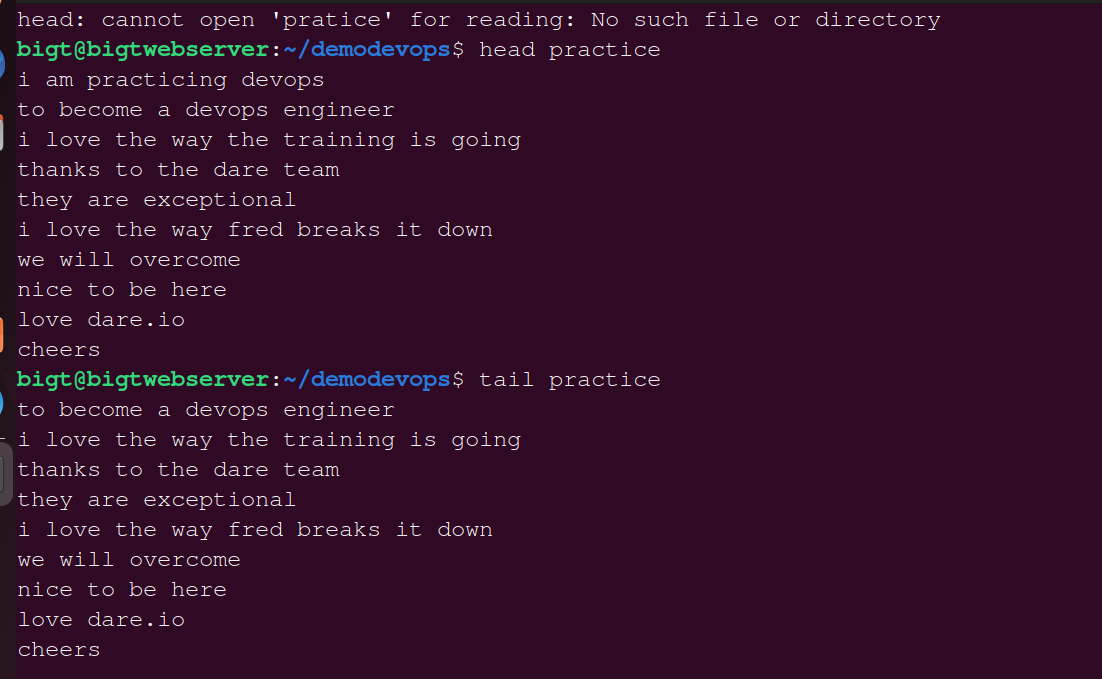 head: cannot open 'pratice' for reading: No such file or directory
bigt@bigtwebserver:~/demodevops$ head practice
i am practicing devops
to become a devops engineer
i love the way the training is going
thanks to the dare team
they are exceptional
i love the way fred breaks it down
we will overcome
nice to be here
love dare.io
cheers
bigt@bigtwebserver:~/demodevops$ tail practice
to become a devops engineer
i love the way the training is going
thanks to the dare team
they are exceptional
i love the way fred breaks it down
we will overcome
nice to be here
love dare.io
cheers